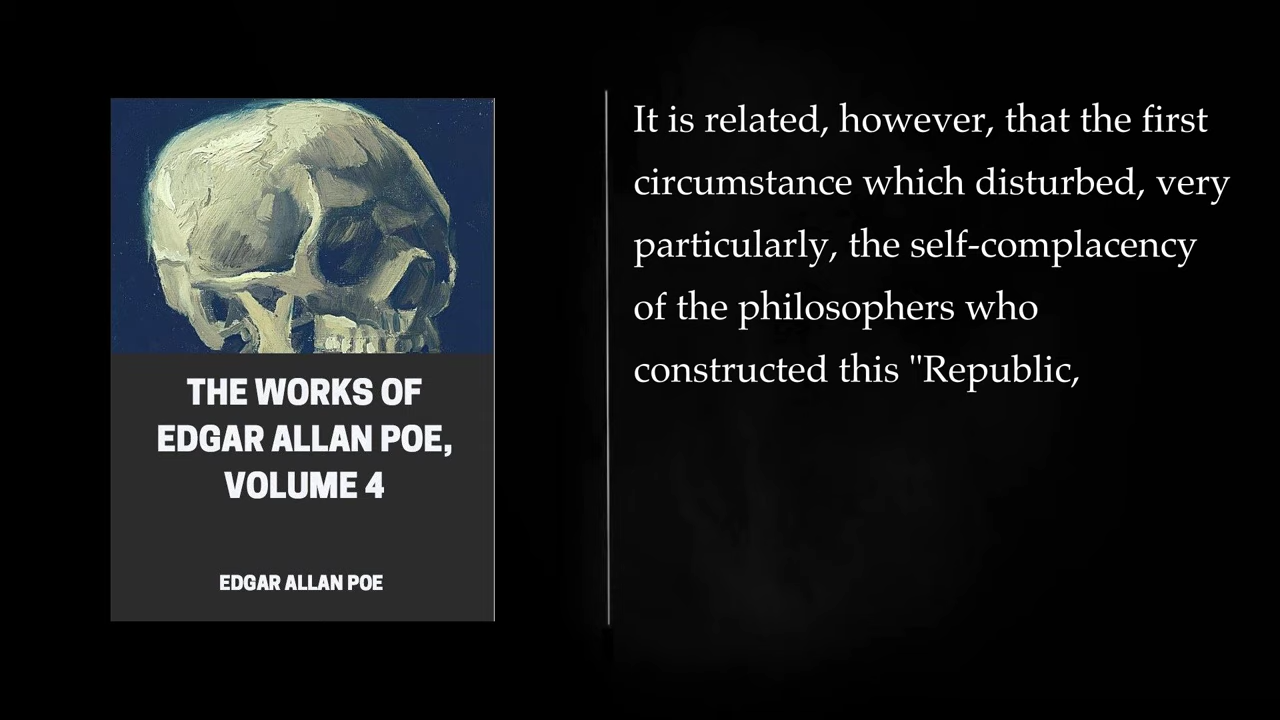 THE WORKS OF
EDGAR ALLAN POE,
VOLUME 4
EDGAR ALLAN POE
It is related, however, that the first
circumstance which disturbed, very
particularly, the self-complacency
of the philosophers who
constructed this "Republic,